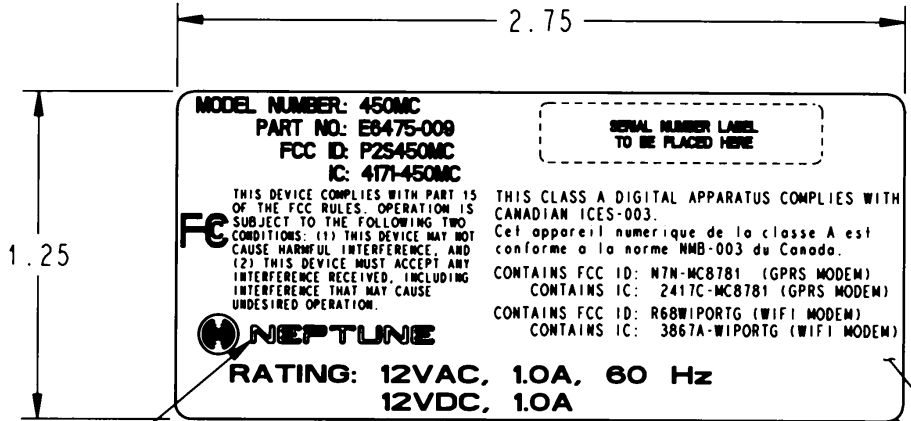 2.75
1.25
MODEL NUMBER: 450MC
PART NO.: E6475-009
FCC ID: P2S450MC
IC: 4171-450MC
SERIAL NUMBER LABEL
TO BE PLACED HERE
FC
THIS DEVICE COMPLIES WITH PART 15
OF THE FCC RULES. OPERATION IS
SUBJECT TO THE FOLLOWING TWO
CONDITIONS: (1) THIS DEVICE MAY NOT
CAUSE HARMFUL INTERFERENCE, AND
(2) THIS DEVICE MUST ACCEPT ANY
INTERFERENCE RECEIVED, INCLUDING
INTERFERENCE THAT MAY CAUSE
UNDESIRED OPERATION.
THIS CLASS A DIGITAL APPARATUS COMPLIES WITH
CANADIAN ICES-003.
Cet appareil numerique de la classe A est
conforme a la norme NMB-003 du Canada.
CONTAINS FCC ID: N7N-MC8781 (GPRS MODEM)
CONTAINS IC: 2417C-MC8781 (GPRS MODEM)
CONTAINS FCC ID: R68WIPORTG (WIFI MODEM)
CONTAINS IC: 3867A-WIPORTG (WIFI MODEM)
NEPTUNE
RATING: 12VAC, 1.0A, 60 Hz
12VDC, 1.0A